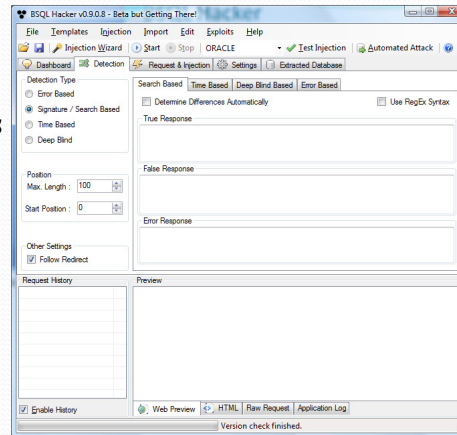 BSQL Hacker v0.9.0.8 - Beta but Getting There!
File Templates Injection Import Edit Exploits Help
Injection Wizard Start Stop ORACLE Test Injection Automated Attack
Dashboard Detection Request & Injection Settings Extracted Database
Detection Type
Error Based
Signature / Search Based
Time Based
Deep Blind
Position
Max. Length : 100
Start Position : 0
Other Settings
Follow Redirect
Search Based Time Based Deep Blind Based Error Based
Determine Differences Automatically Use RegEx Syntax
True Response
False Response
Error Response
Request History
Enable History
Preview
Web Preview HTML Raw Request Application Log
Version check finished.